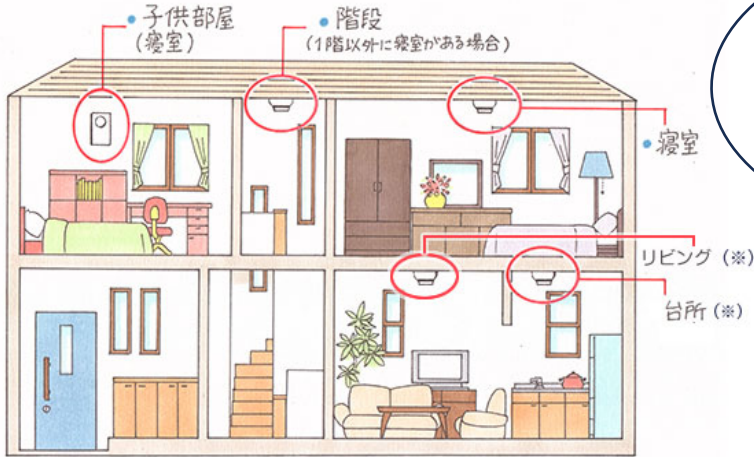 • 子供部屋
(寝室)
• 階段
(1階以外に寝室がある場合)
• 寝室
リビング (※)
台所 (※)